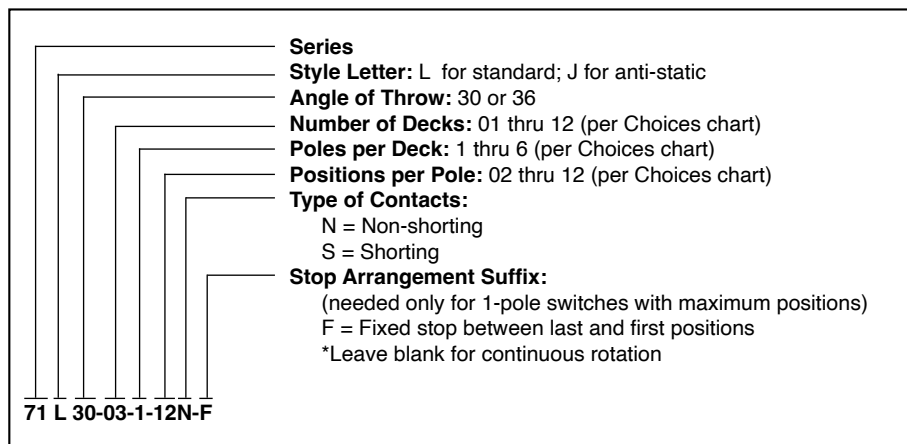 Series
Style Letter: L for standard; J for anti-static
Angle of Throw: 30 or 36
Number of Decks: 01 thru 12 (per Choices chart)
Poles per Deck: 1 thru 6 (per Choices chart)
Positions per Pole: 02 thru 12 (per Choices chart)
Type of Contacts:
N = Non-shorting
S = Shorting
Stop Arrangement Suffix:
(needed only for 1-pole switches with maximum positions)
F = Fixed stop between last and first positions
*Leave blank for continuous rotation
71 L 30-03-1-12N-F